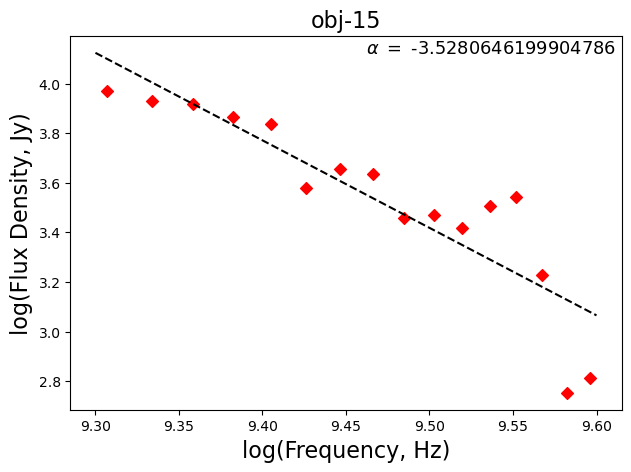 obj-15
α = -3.5280646199904786
log(Flux Density, Jy)
4.0
3.8
3.6
3.4
3.2
3.0
2.8
9.30 9.35 9.40 9.45 9.50 9.55 9.60
log(Frequency, Hz)